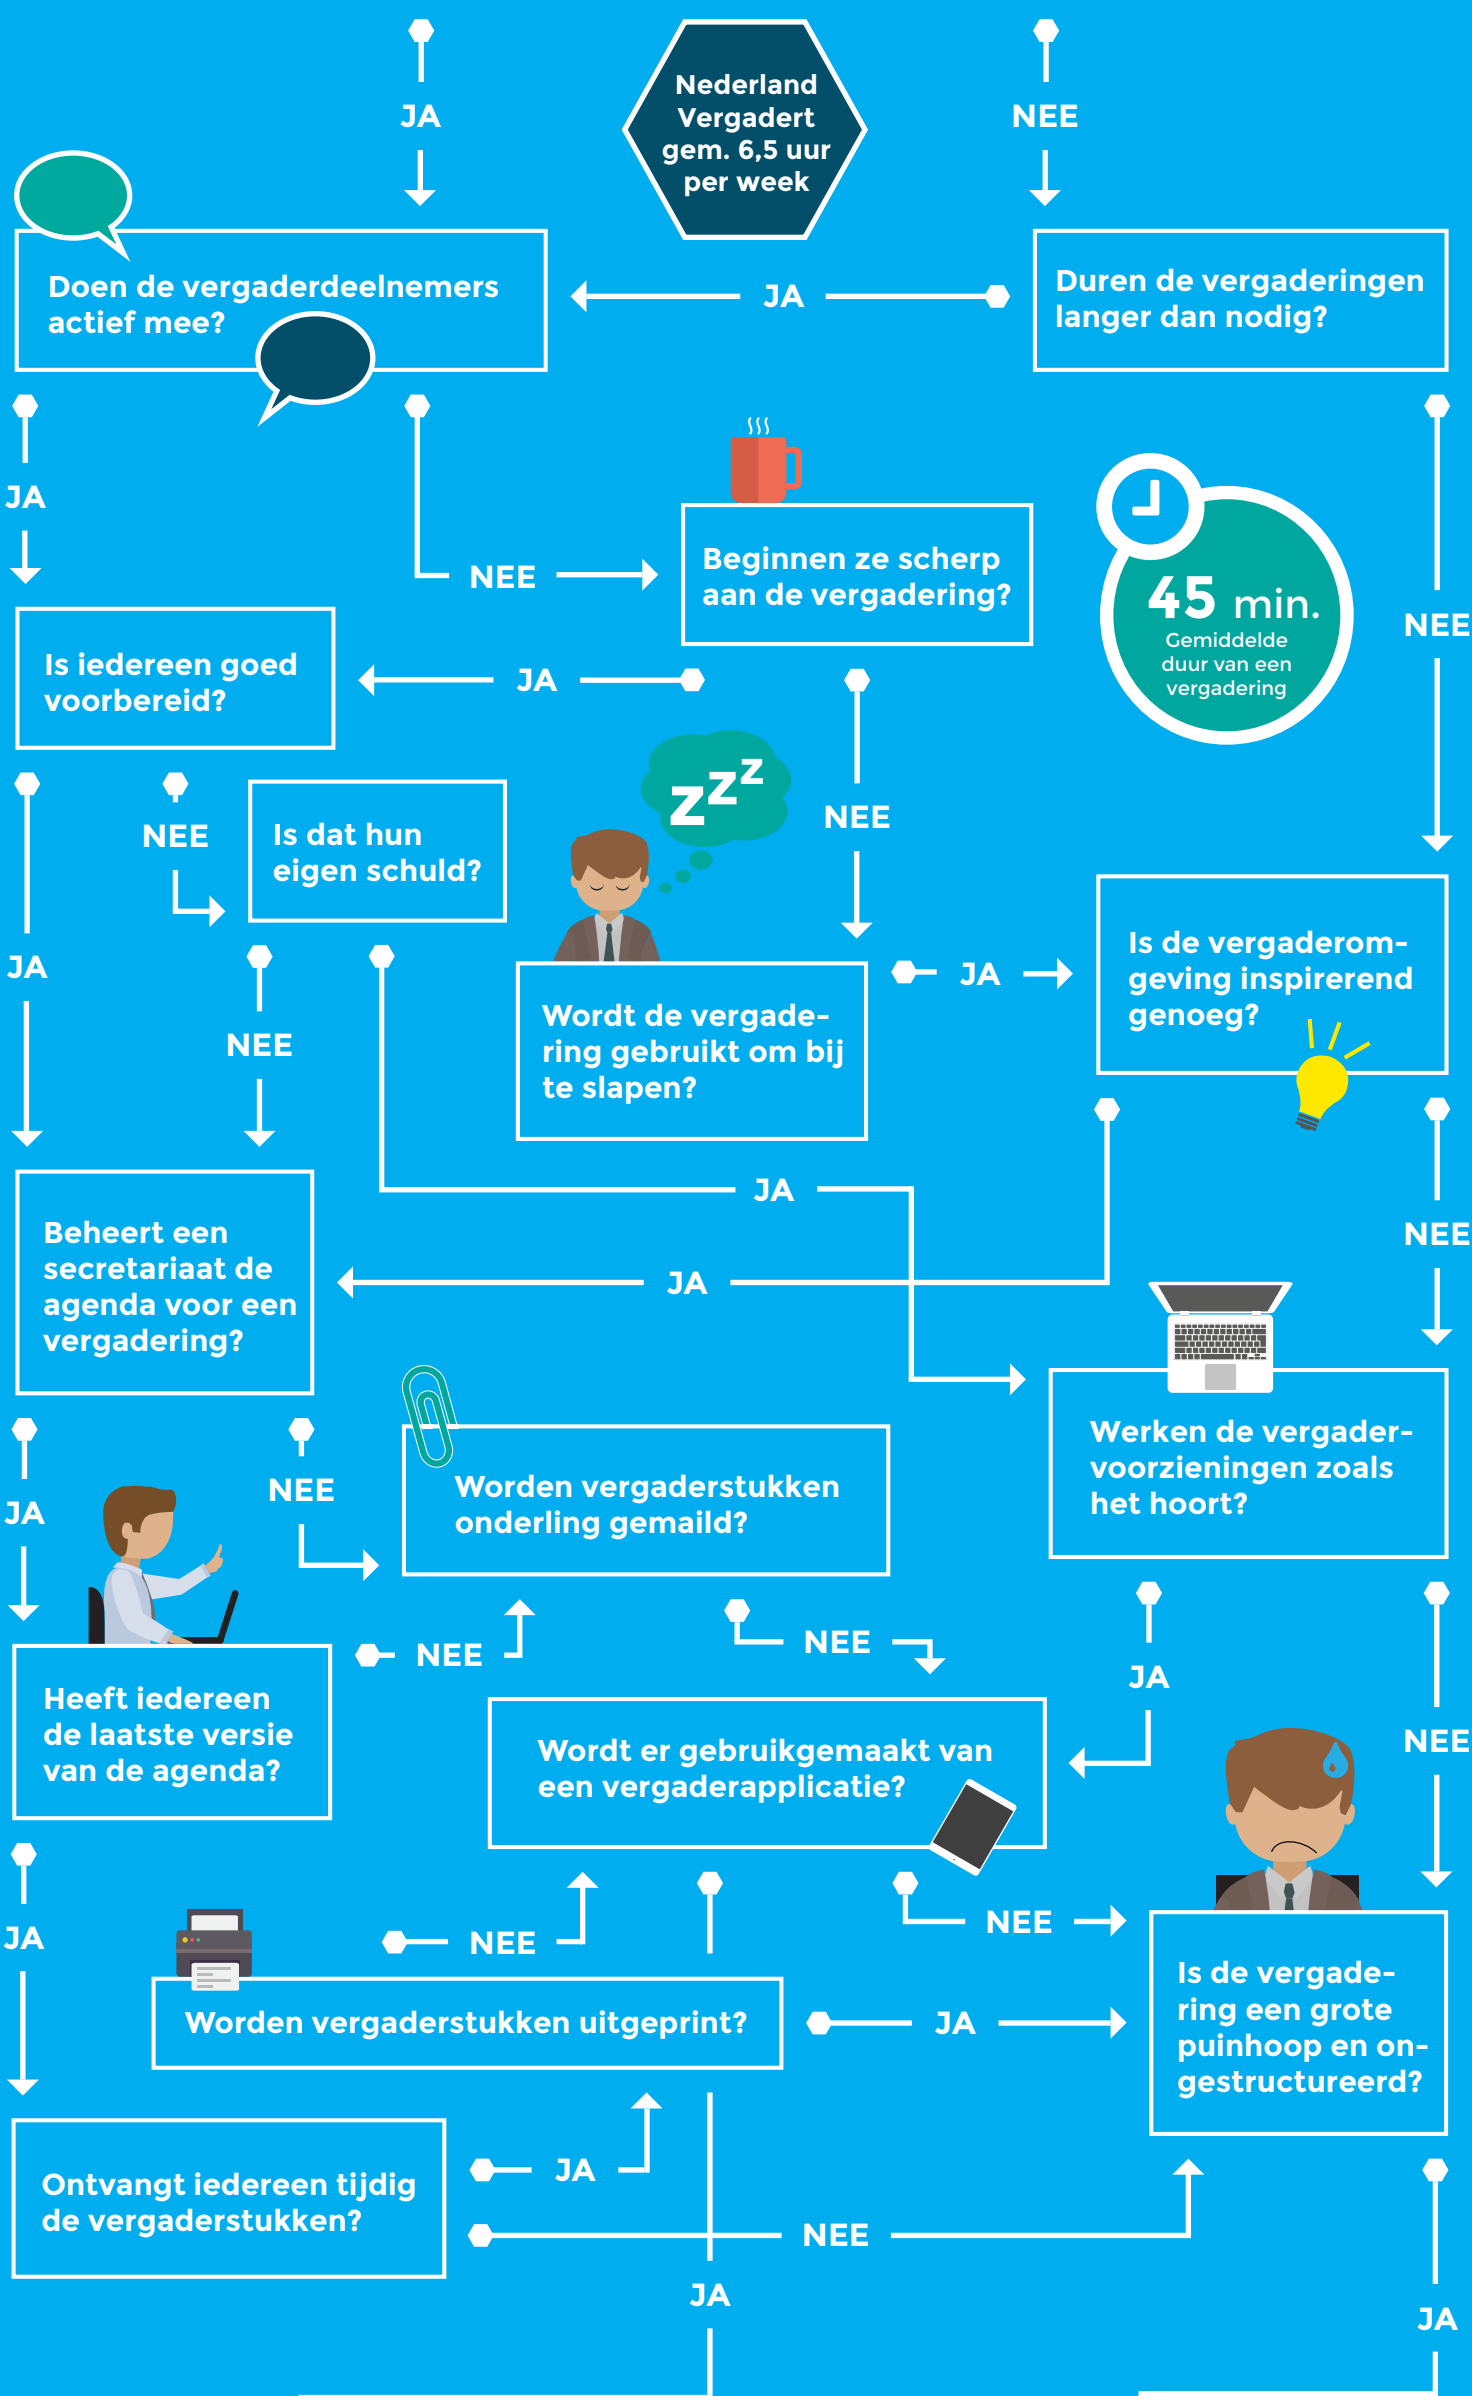 JA
Nederland
Vergadert
gem. 6,5 uur
per week
NEE
Doen de vergaderdeelnemers
actief mee?
JA
Duren de vergaderingen
langer dan nodig?
JA
NEE
Beginnen ze scherp
aan de vergadering?
45 min.
Gemiddelde
duur van een
vergadering
NEE
Is iedereen goed
voorbereid?
JA
NEE
Is dat hun
eigen schuld?
zzz
NEE
JA
NEE
Wordt de vergade-
ring gebruikt om bij
te slapen?
JA
Is de vergaderom-
geving inspirerend
genoeg?
JA
NEE
Beheert een
secretariaat de
agenda voor een
vergadering?
JA
JA
NEE
Worden vergaderstukken
onderling gemaild?
Werken de vergader-
voorzieningen zoals
het hoort?
NEE
NEE
JA
NEE
Heeft iedereen
de laatste versie
van de agenda?
Wordt er gebruikgemaakt van
een vergaderapplicatie?
JA
NEE
NEE
Worden vergaderstukken uitgeprint?
JA
Is de vergade-
ring een grote
puinhoop en on-
gestructureerd?
Ontvangt iedereen tijdig
de vergaderstukken?
JA
NEE
JA
JA